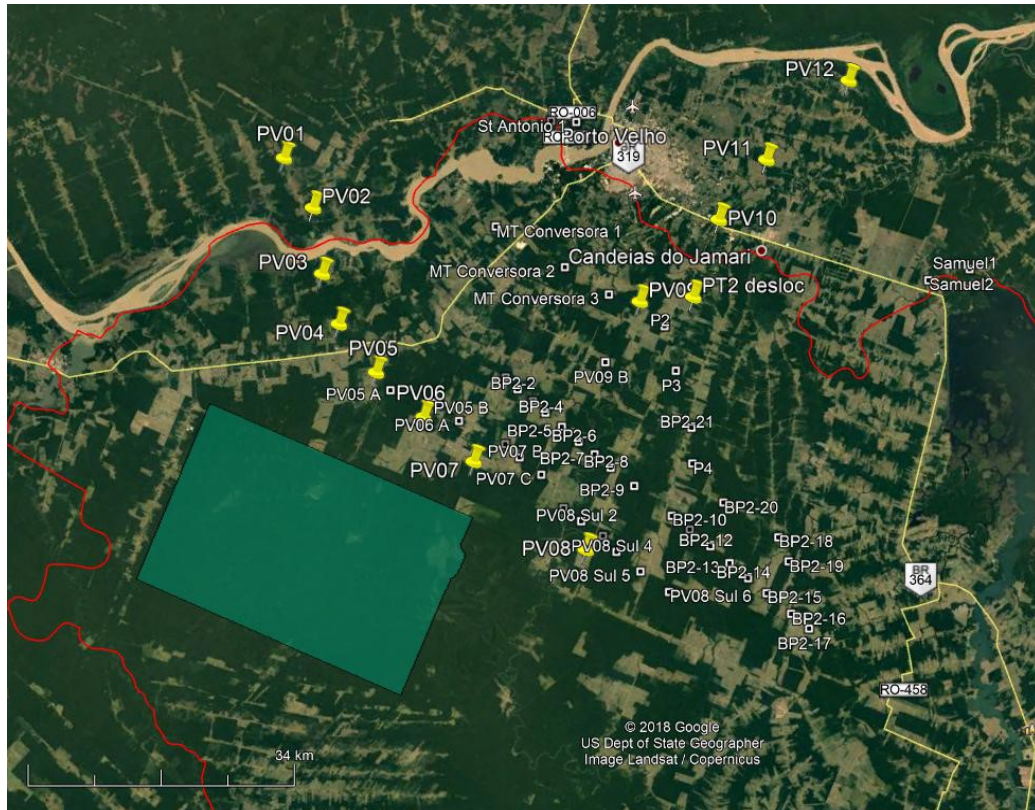 PV12
RO-006
St Antonio 1
Porto Velho
BR
319
PV01
PV11
PV02
PV10
MT Conversora 1
Candeias do Jamari
MT Conversora 2
PV03
Samuel1
Samuel2
MT Conversora 3
PV09
PT2 desloc
P2
PV04
PV05
PV09 B
P3
PV05 A
PV06
BP2-2
PV05 B
BP2-4
PV06 A
BP2-5
BP2-6
BP2-21
PV07 B
BP2-7
BP2-8
PV07
PV07 C
P4
BP2-9
BP2-20
PV08 Sul 2
BP2-10
BP2-12
BP2-18
PV08
PV08 Sul 4
BP2-13
BP2-14
BP2-19
PV08 Sul 5
BR
364
PV08 Sul 6
BP2-15
BP2-16
BP2-17
RO-458
© 2018 Google
US Dept of State Geographer
Image Landsat / Copernicus
34 km